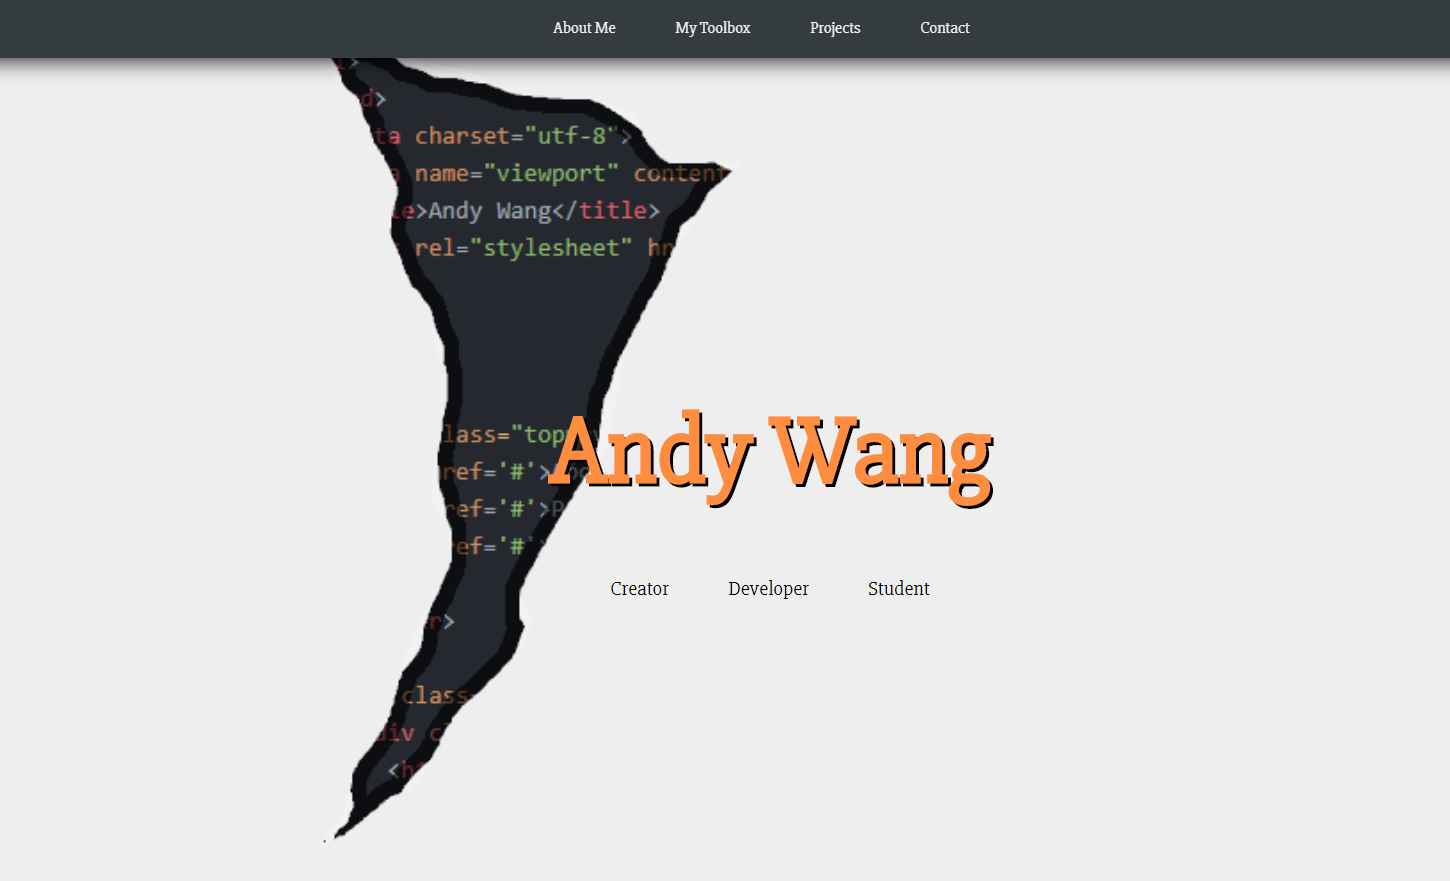 About Me My Toolbox Projects Contact
>
d>
ta charset="utf-8">
a name="viewport" content
le>Andy Wang</title>
rel="stylesheet"
lass="top
ref='#'>
ref='#'>
ef='#'
r>
class
div
<h
Andy Wang
Creator Developer Student